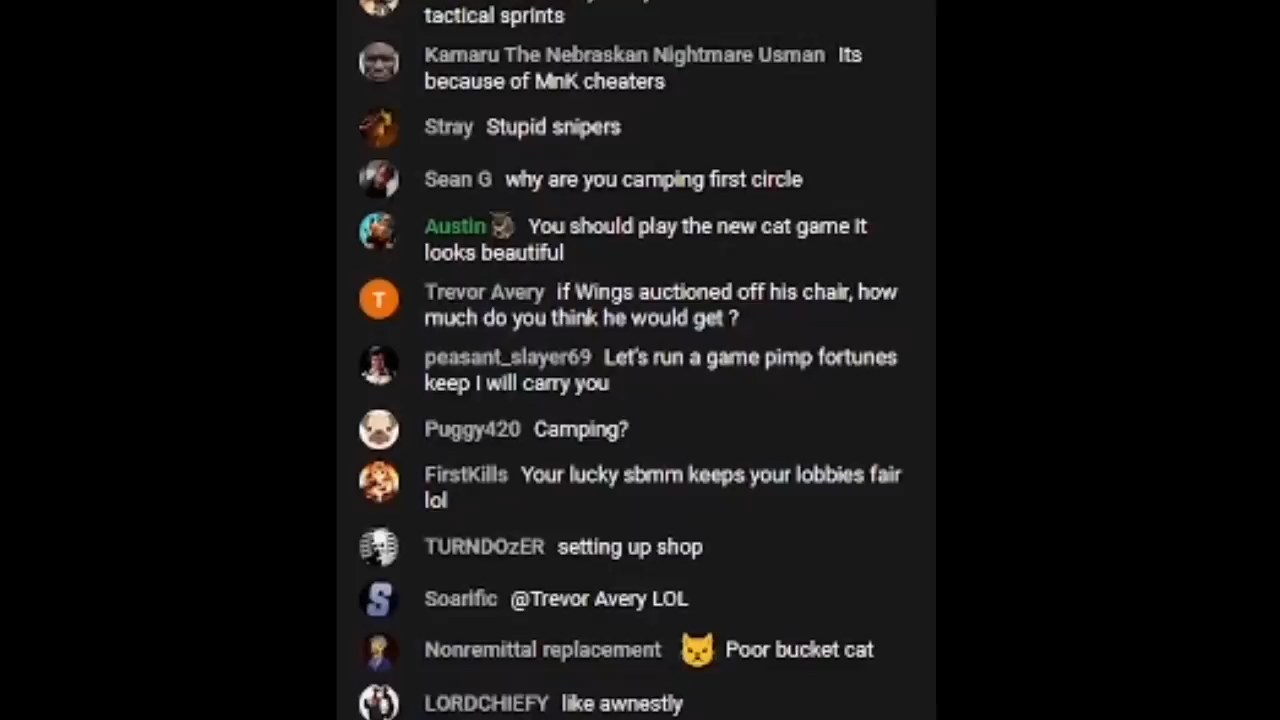 tactical sprints
Kamaru The Nebraskan Nightmare Usman Its
because of MnK cheaters
Stray Stupid snipers
Sean G why are you camping first circle
Austin You should play the new cat game It
looks beautiful
T Trevor Avery if Wings auctioned off his chair, how
much do you think he would get ?
peasant_slayer69 Let's run a game pimp fortunes
keep I will carry you
Puggy420 Camping?
FirstKills Your lucky sbmm keeps your lobbies fair
lol
TURNDOzER setting up shop
S Soarific @Trevor Avery LOL
Nonremittal replacement Poor bucket cat
LORDCHIEFY like awnestly